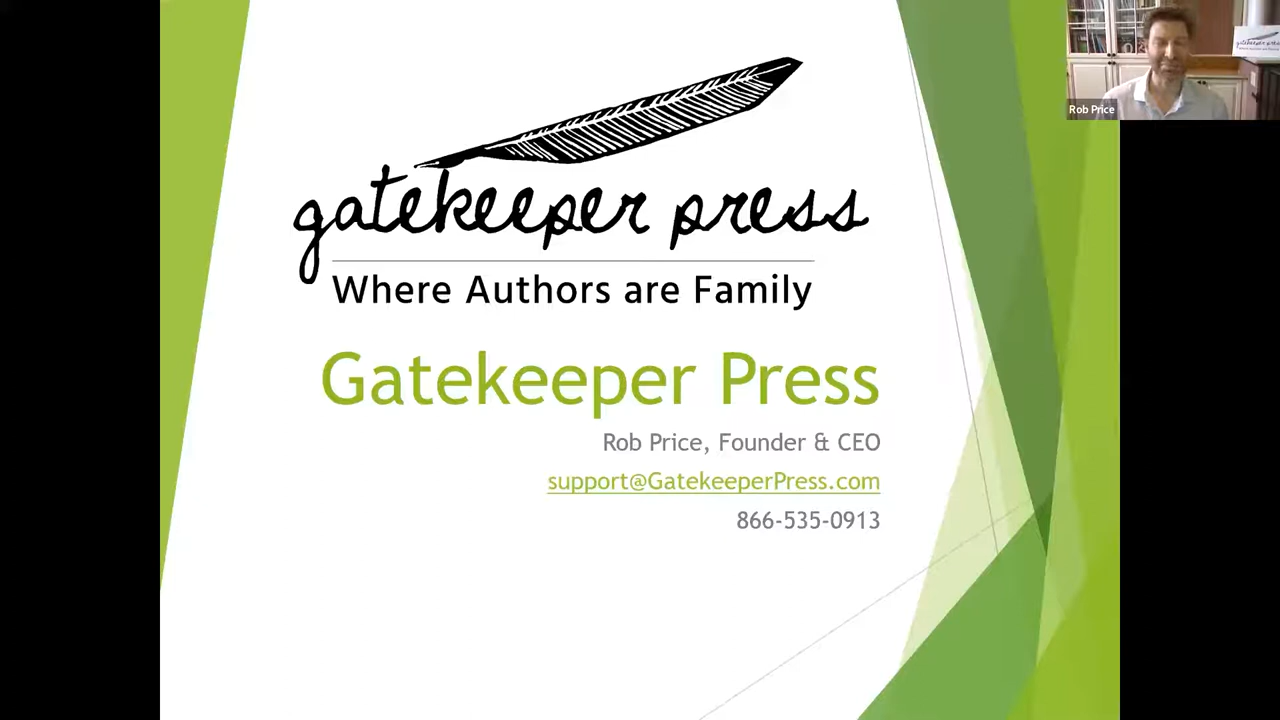 gatekeeper press
Where Authors are Family
Gatekeeper Press
Rob Price, Founder & CEO
support@GatekeeperPress.com
866-535-0913
Rob Price